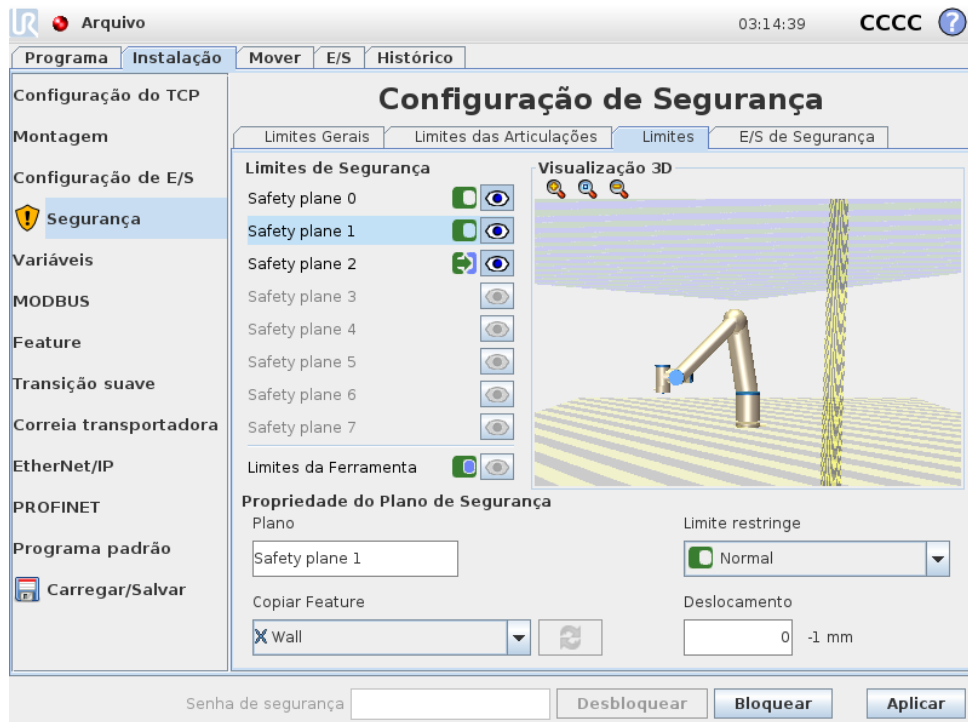 UR Arquivo 03:14:39 CCCC ?
Programa Instalação Mover E/S Histórico
Configuração do TCP
Montagem
Configuração de E/S
Segurança
Variáveis
MODBUS
Feature
Transição suave
Correia transportadora
EtherNet/IP
PROFINET
Programa padrão
Carregar/Salvar
Configuração de Segurança
Limites Gerais Limites das Articulações Limites E/S de Segurança
Limites de Segurança
Safety plane 0
Safety plane 1
Safety plane 2
Safety plane 3
Safety plane 4
Safety plane 5
Safety plane 6
Safety plane 7
Limites da Ferramenta
Visualização 3D
Propriedade do Plano de Segurança
Plano
Safety plane 1
Limite restringe
Normal
Copiar Feature
Wall
Deslocamento
0 -1 mm
Senha de segurança Desbloquear Bloquear Aplicar